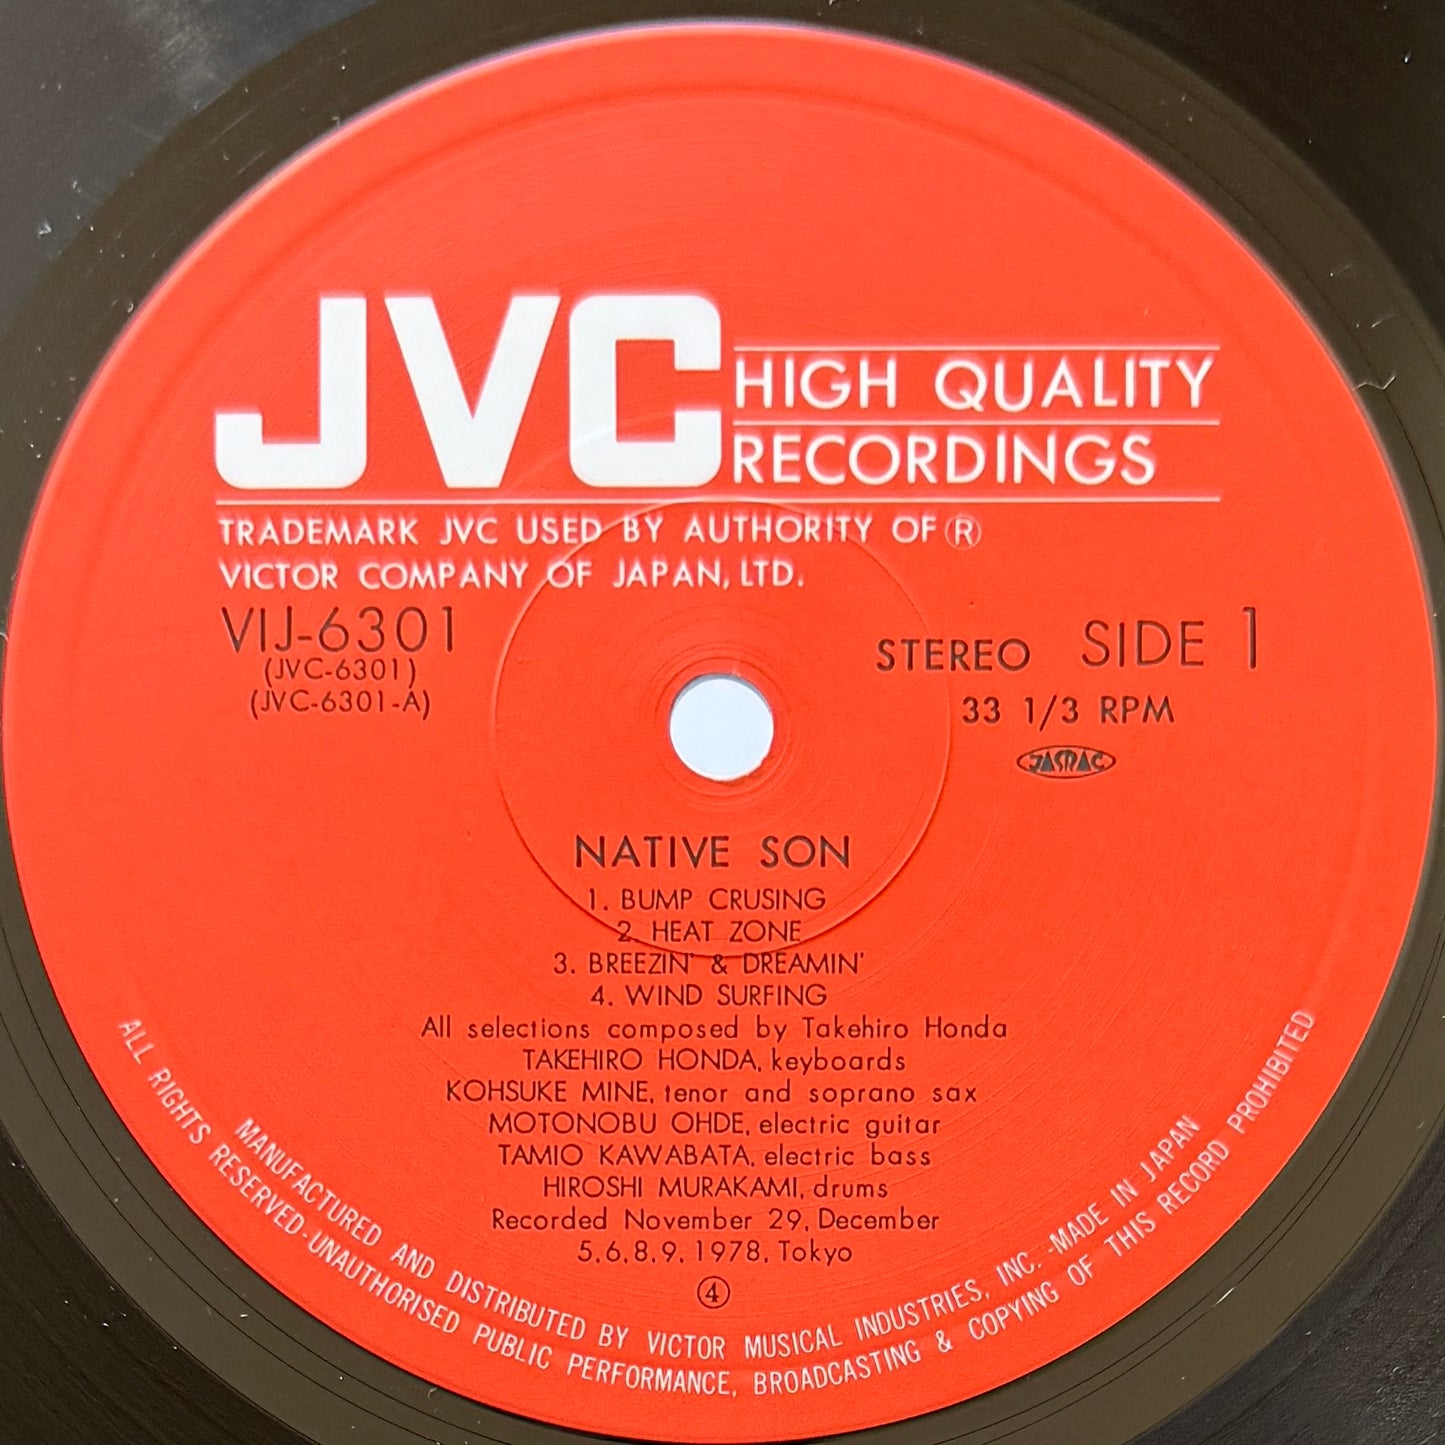 JVC HIGH QUALITY
RECORDINGS
TRADEMARK JVC USED BY AUTHORITY OF ®
VICTOR COMPANY OF JAPAN, LTD.
VIJ-6301
(JVC-6301)
(JVC-6301-A)
STEREO SIDE 1
33 1/3 RPM
JASRAC
NATIVE SON
1. BUMP CRUSING
2. HEAT ZONE
3. BREEZIN' & DREAMIN'
4. WIND SURFING
All selections composed by Takehiro Honda
TAKEHIRO HONDA, keyboards
KOHSUKE MINE, tenor and soprano sax
MOTONOBU OHDE, electric guitar
TAMIO KAWABATA, electric bass
HIROSHI MURAKAMI, drums
Recorded November 29, December
5,6,8,9, 1978, Tokyo
④
MANUFACTURED AND DISTRIBUTED BY VICTOR MUSICAL INDUSTRIES, INC.-MADE IN JAPAN
ALL RIGHTS RESERVED-UNAUTHORISED PUBLIC PERFORMANCE, BROADCASTING & COPYING OF THIS RECORD PROHIBITED